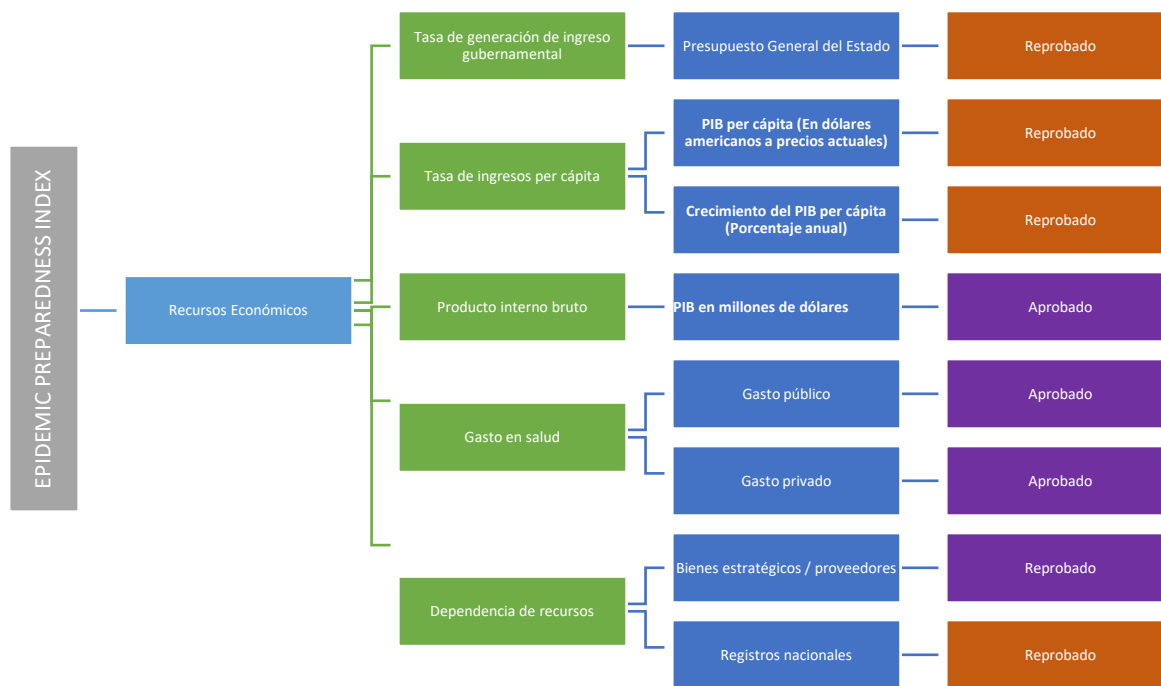 EPIDEMIC PREPAREDNESS INDEX
Recursos Económicos
Tasa de generación de ingreso
gubernamental
Presupuesto General del Estado
Reprobado
Tasa de ingresos per cápita
PIB per cápita (En dólares
americanos a precios actuales)
Reprobado
Crecimiento del PIB per cápita
(Porcentaje anual)
Reprobado
Producto interno bruto
PIB en millones de dólares
Aprobado
Gasto en salud
Gasto público
Aprobado
Gasto privado
Aprobado
Dependencia de recursos
Bienes estratégicos / proveedores
Reprobado
Registros nacionales
Reprobado